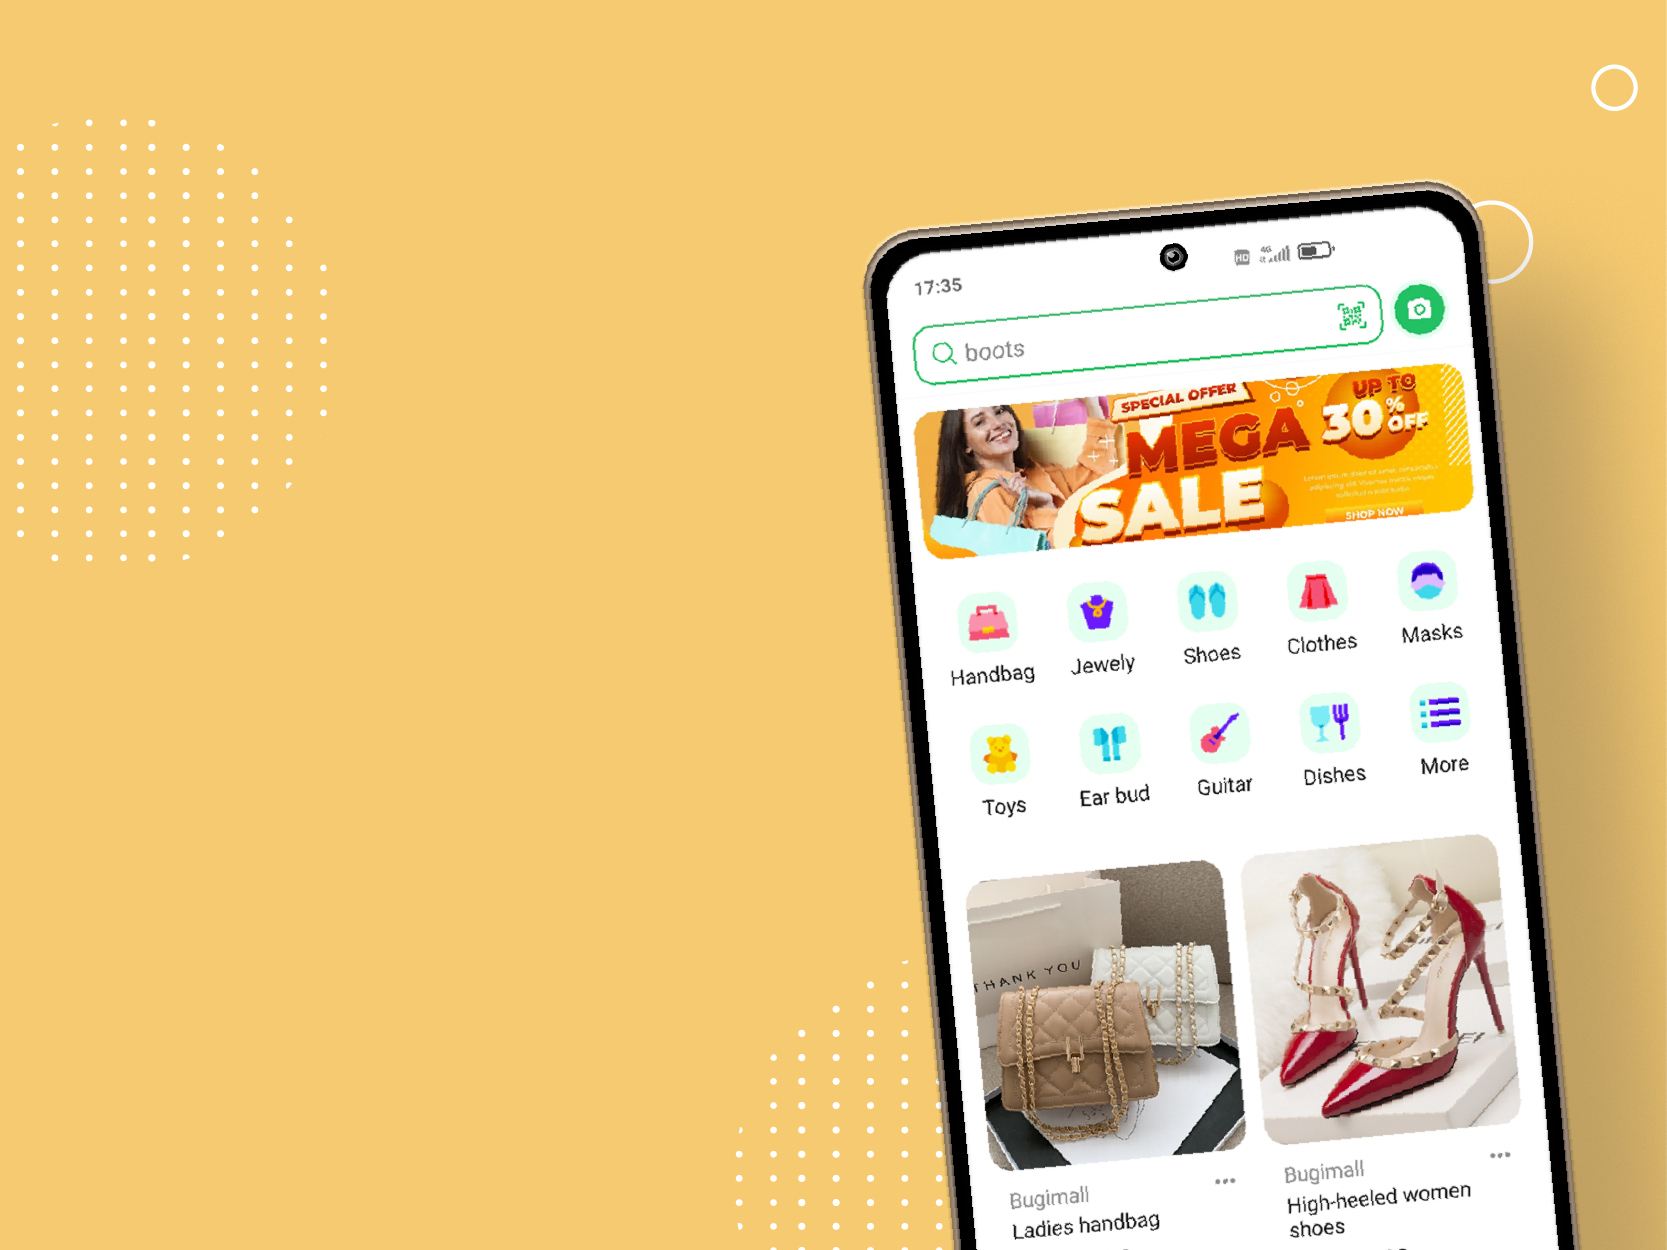 17:35
HD 4G
boots
SPECIAL OFFER
MEGA
SALE
UP TO
30% OFF
SHOP NOW
Handbag
Jewely
Shoes
Clothes
Masks
Toys
Ear bud
Guitar
Dishes
More
THANK YOU
Bugimall
Ladies handbag
Bugimall
High-heeled women
shoes